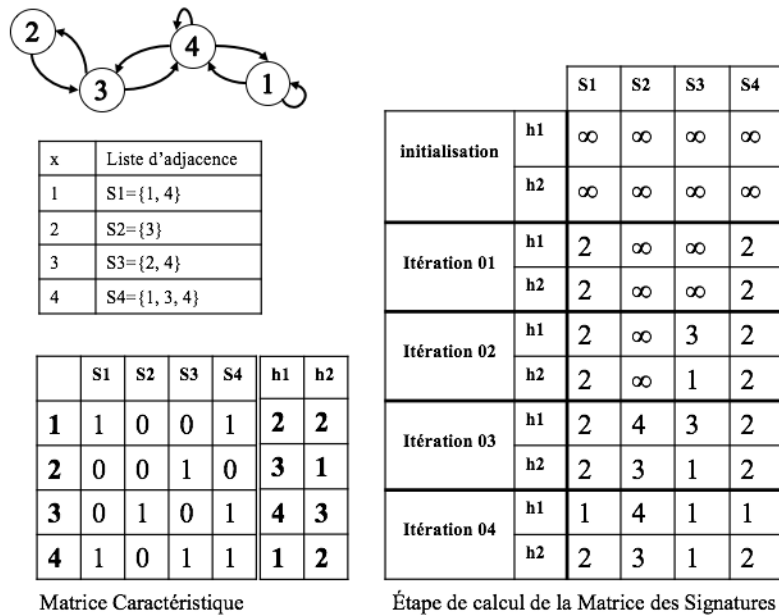 2
3
4
1
x Liste d'adjacence
1 S1={1, 4}
2 S2={3}
3 S3={2, 4}
4 S4={1, 3, 4}
S1 S2 S3 S4 h1 h2
1 1 0 0 1 2 2
2 0 0 1 0 3 1
3 0 1 0 1 4 3
4 1 0 1 1 1 2
Matrice Caractéristique
S1 S2 S3 S4
initialisation h1 ∞ ∞ ∞ ∞
h2 ∞ ∞ ∞ ∞
Itération 01 h1 2 ∞ ∞ 2
h2 2 ∞ ∞ 2
Itération 02 h1 2 ∞ 3 2
h2 2 ∞ 1 2
Itération 03 h1 2 4 3 2
h2 2 3 1 2
Itération 04 h1 1 4 1 1
h2 2 3 1 2
Étape de calcul de la Matrice des Signatures